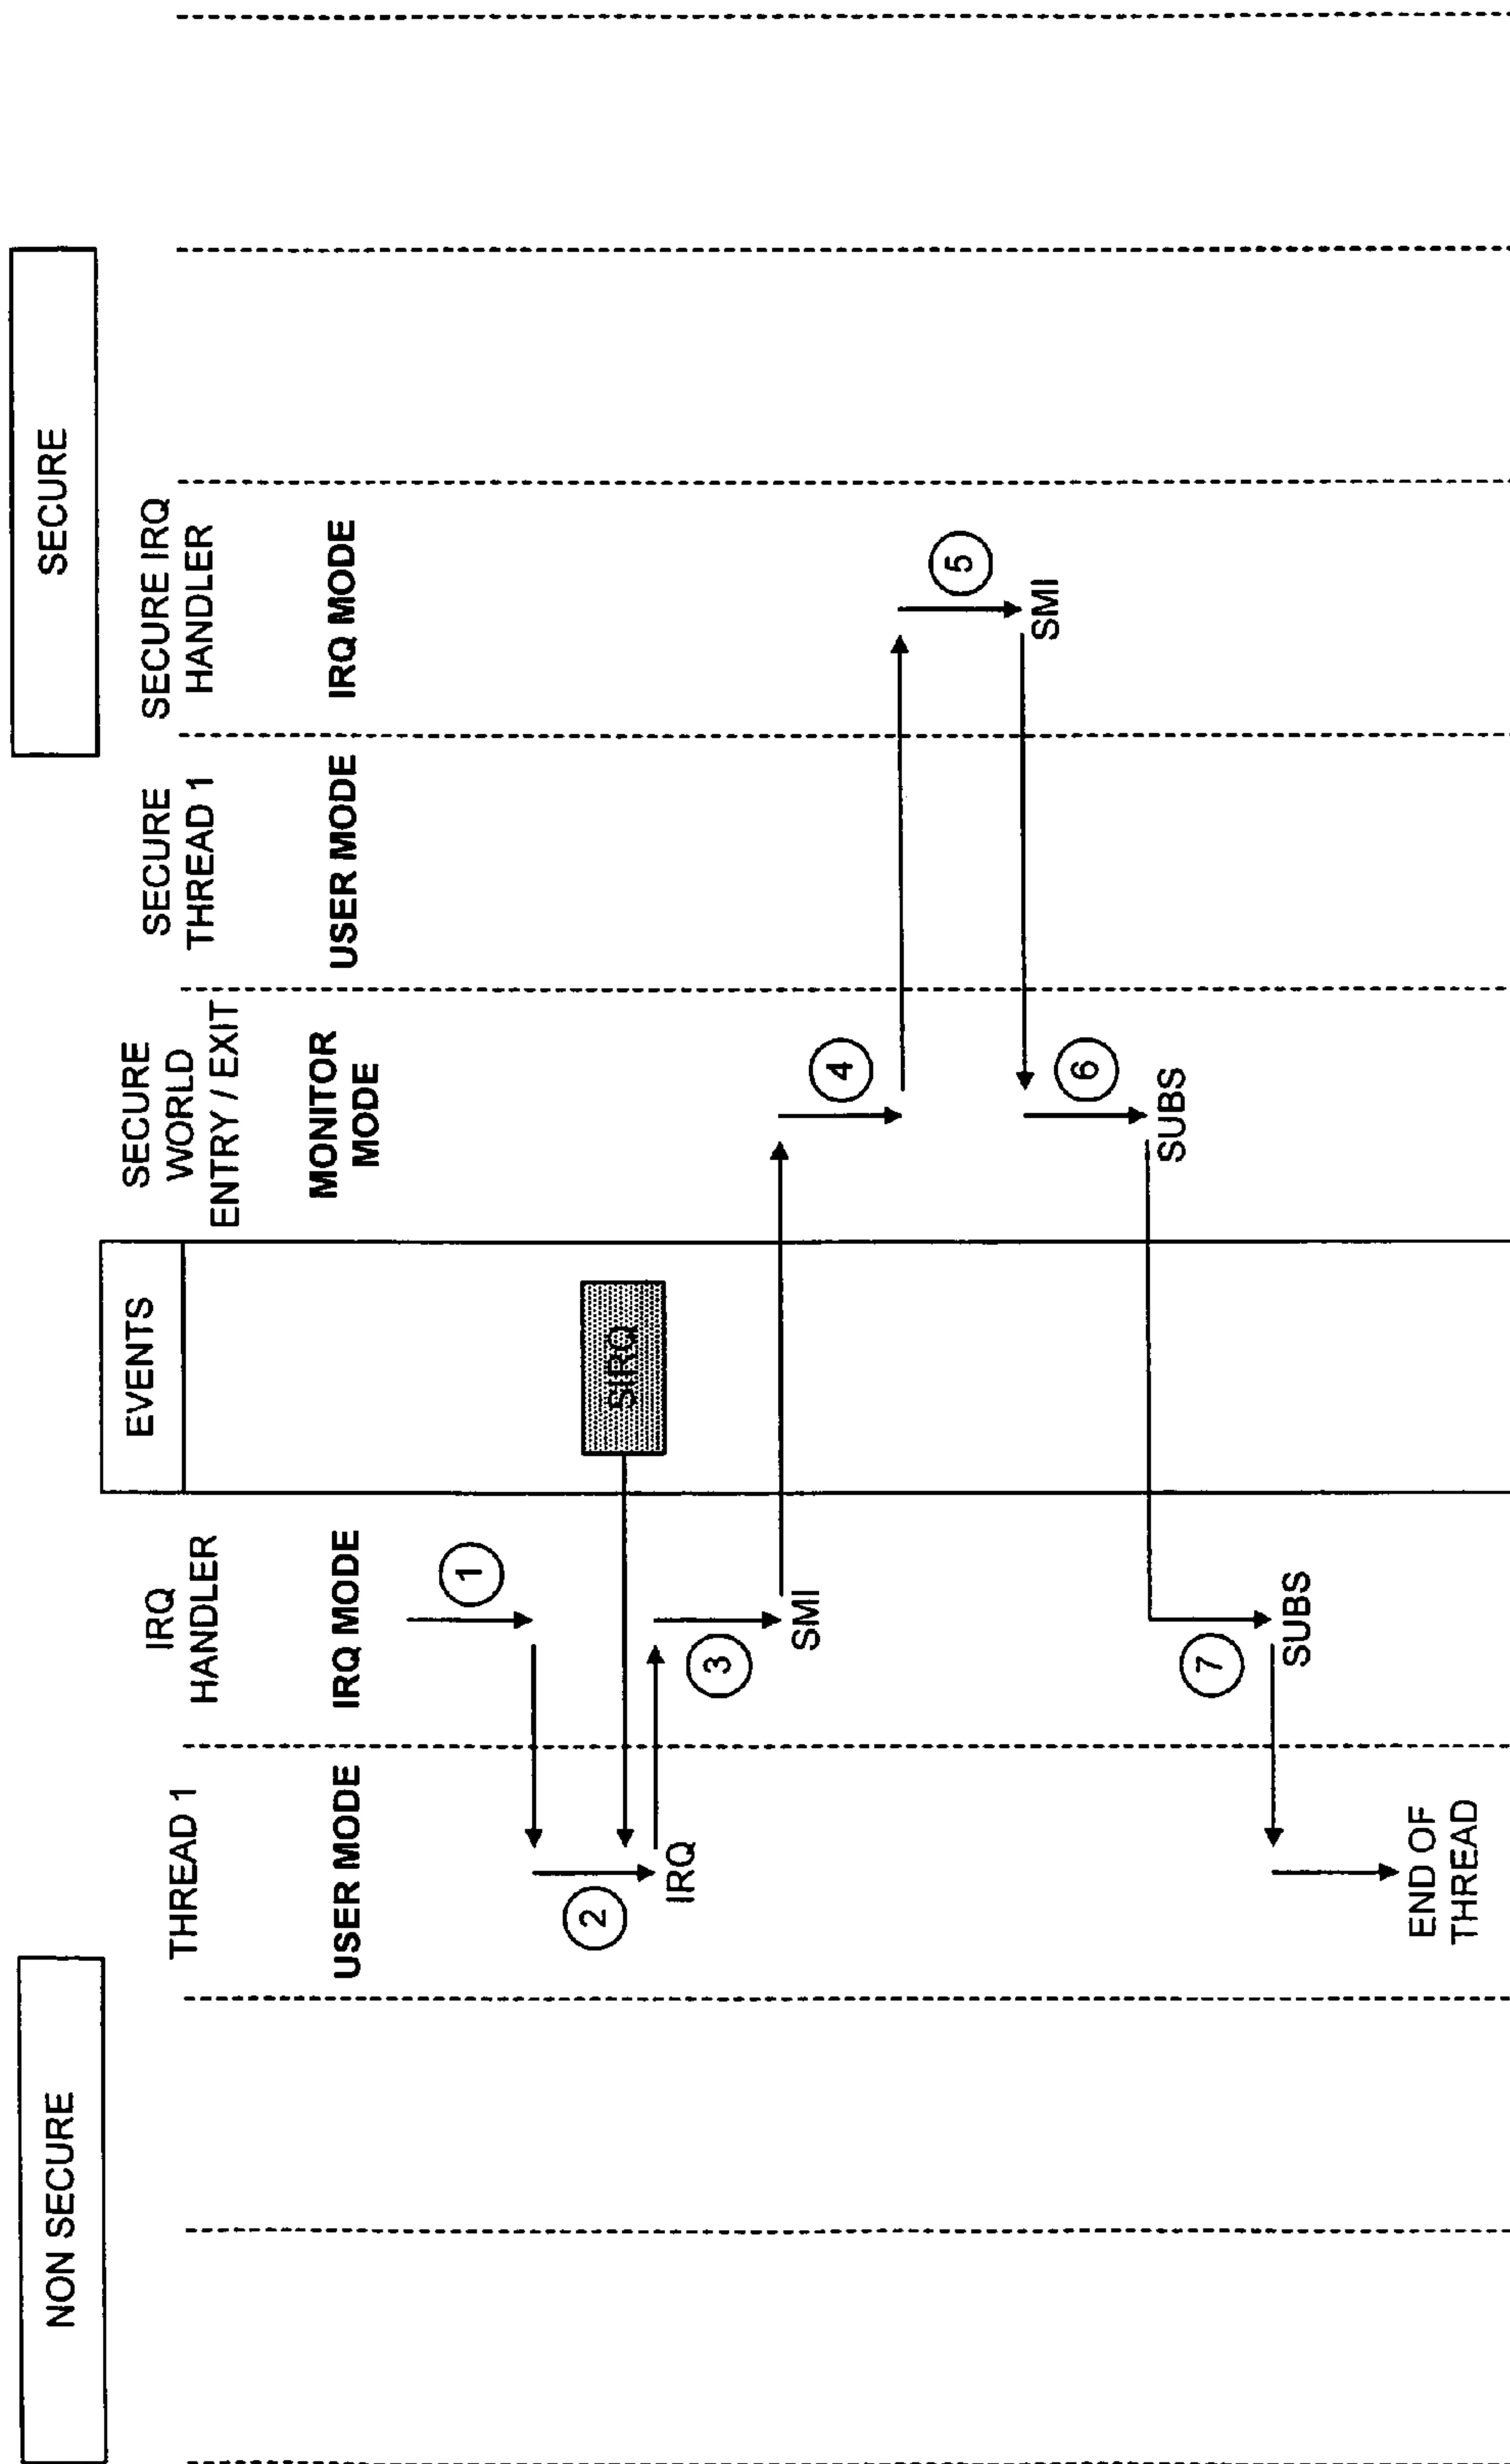 NON SECURE
SECURE
EVENTS
THREAD 1
IRQ
HANDLER
SECURE
WORLD
ENTRY / EXIT
SECURE
THREAD 1
SECURE IRQ
HANDLER
USER MODE
IRQ MODE
MONITOR
MODE
USER MODE
IRQ MODE
1
2
SIRQ
IRQ
3
SMI
4
5
SMI
6
SUBS
7
SUBS
END OF
THREAD